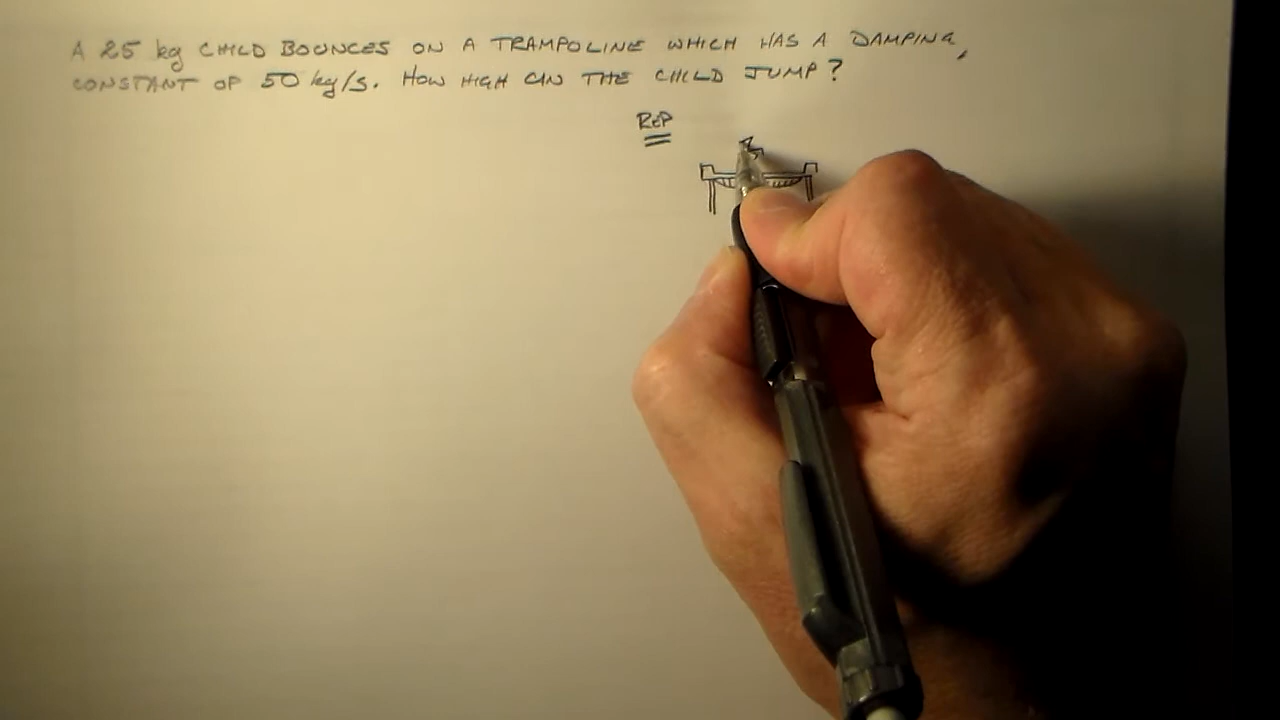 A 25 kg CHILD BOUNCES ON A TRAMPOLINE WHICH HAS A DAMPING
CONSTANT OF 50 kg/s. HOW HIGH CAN THE CHILD JUMP?
REP